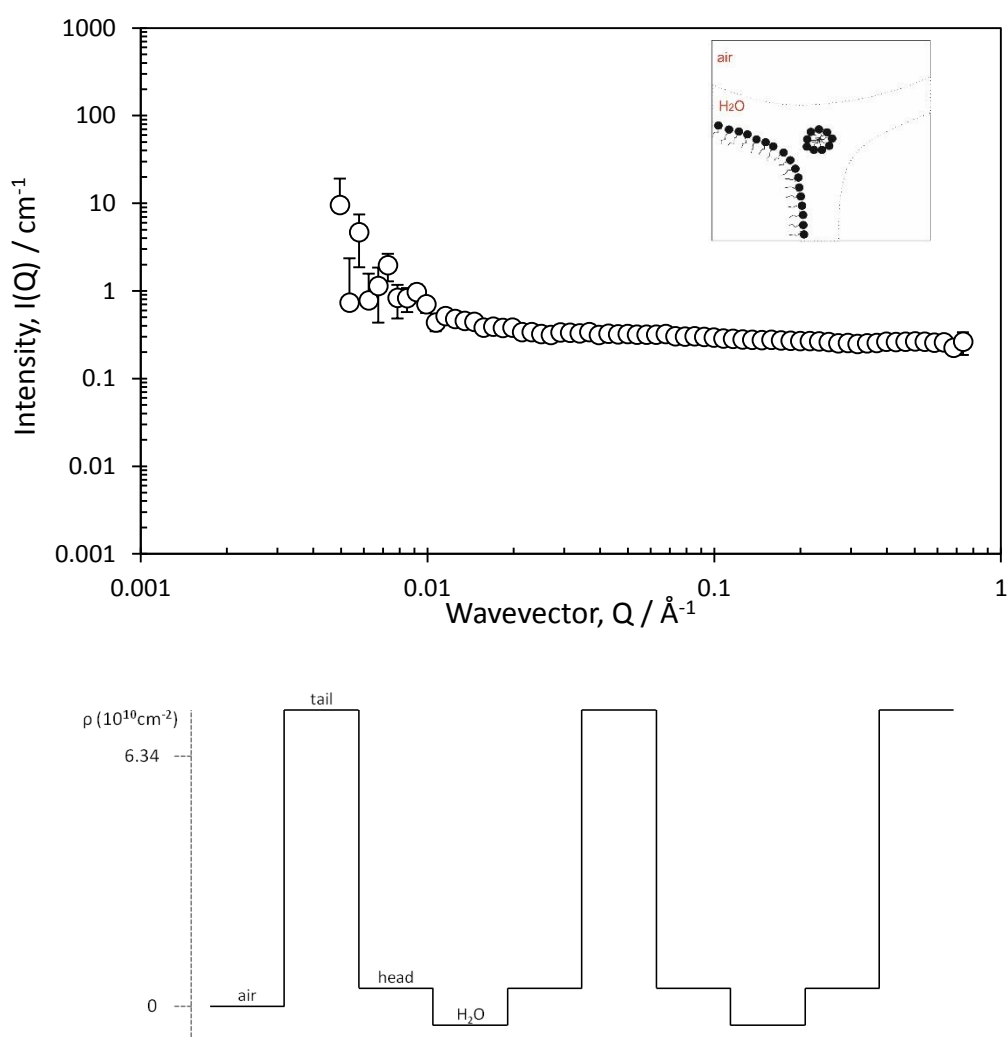 1000
100
10
1
0.1
0.01
0.001
Intensity, I(Q) / cm⁻¹
air
H2O
0.001
0.01
0.1
1
Wavevector, Q / Å⁻¹
tail
ρ (10¹⁰cm⁻²)
6.34
head
air
0
H₂O